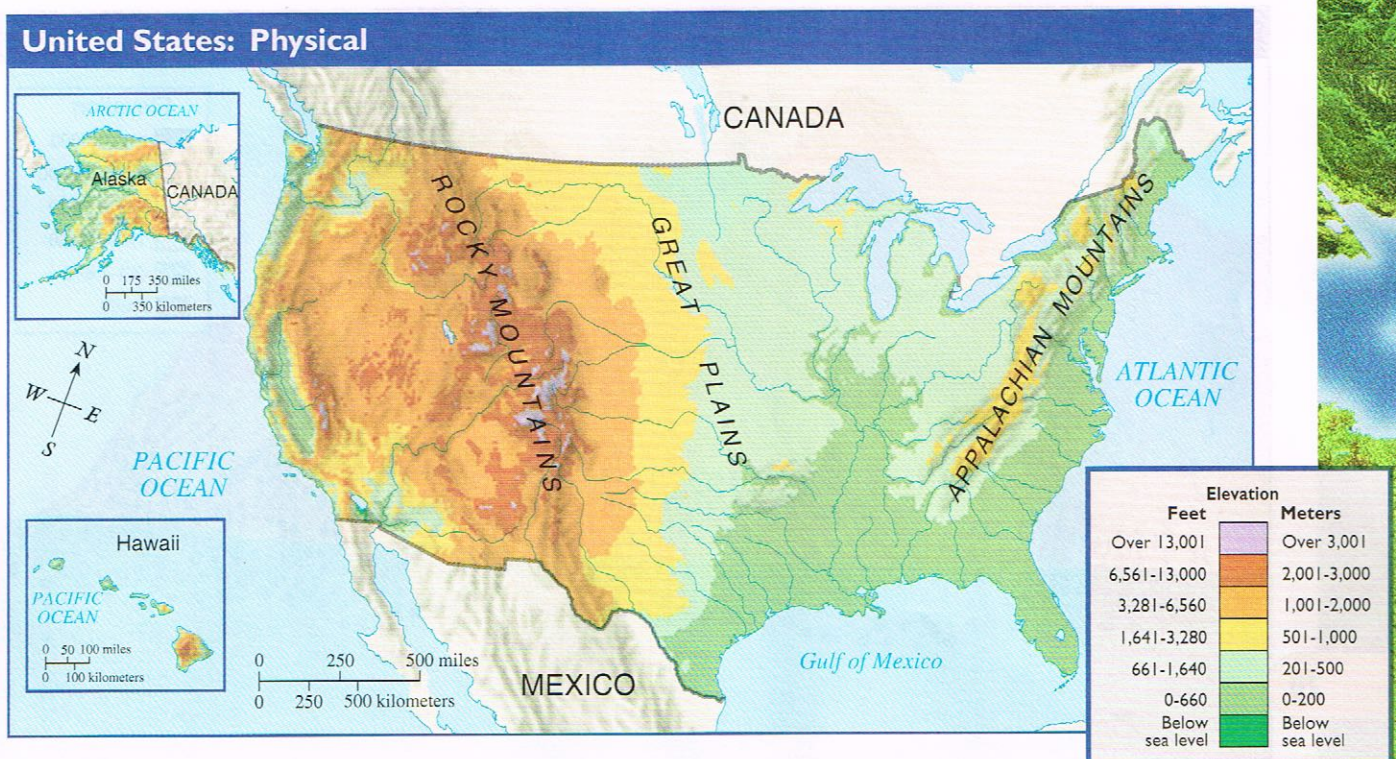 United States: Physical
ARCTIC OCEAN
Alaska
CANADA
0 175 350 miles
0 350 kilometers
CANADA
ROCKY MOUNTAINS
GREAT PLAINS
APPALACHIAN MOUNTAINS
N
W
E
S
ATLANTIC
OCEAN
PACIFIC
OCEAN
Hawaii
PACIFIC
OCEAN
0 50 100 miles
0 100 kilometers
0 250 500 miles
0 250 500 kilometers
MEXICO
Gulf of Mexico
Elevation
Feet Meters
Over 13,001 Over 3,001
6,561-13,000 2,001-3,000
3,281-6,560 1,001-2,000
1,641-3,280 501-1,000
661-1,640 201-500
0-660 0-200
Below Below
sea level sea level